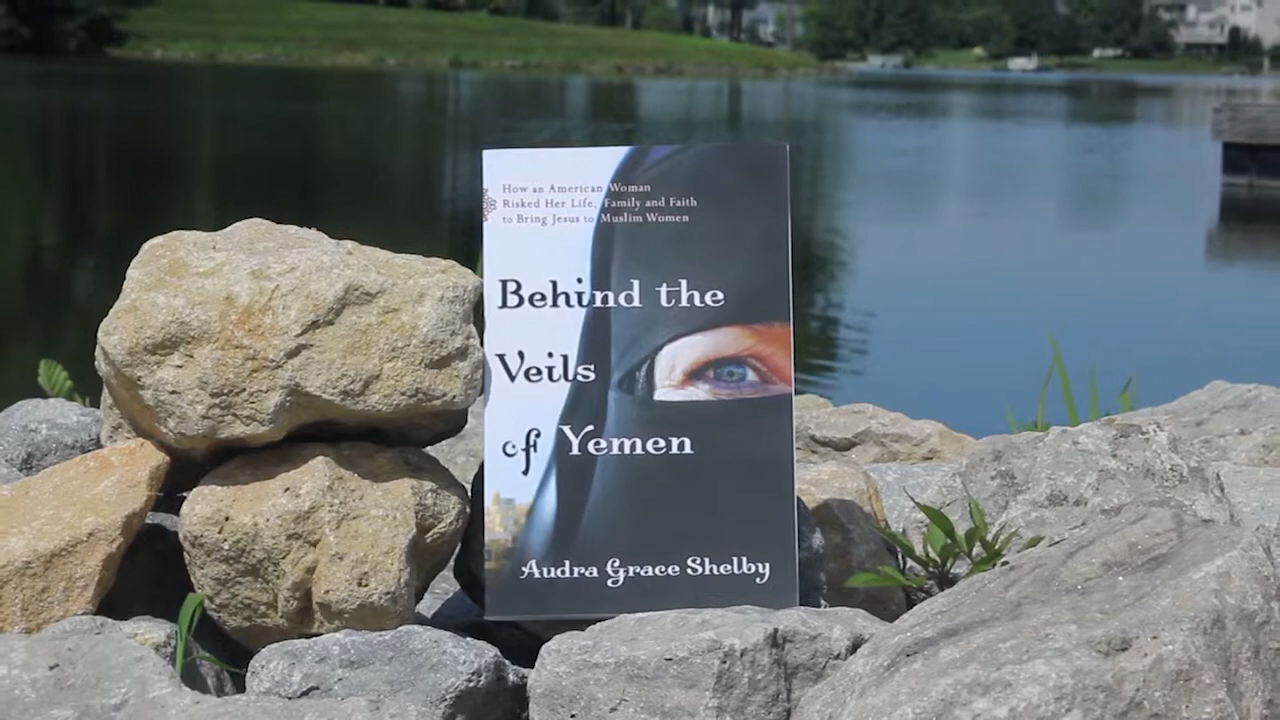 How an American Woman
Risked Her Life, Family and Faith
to Bring Jesus to Muslim Women
Behind the
Veils
of Yemen
Audra Grace Shelby